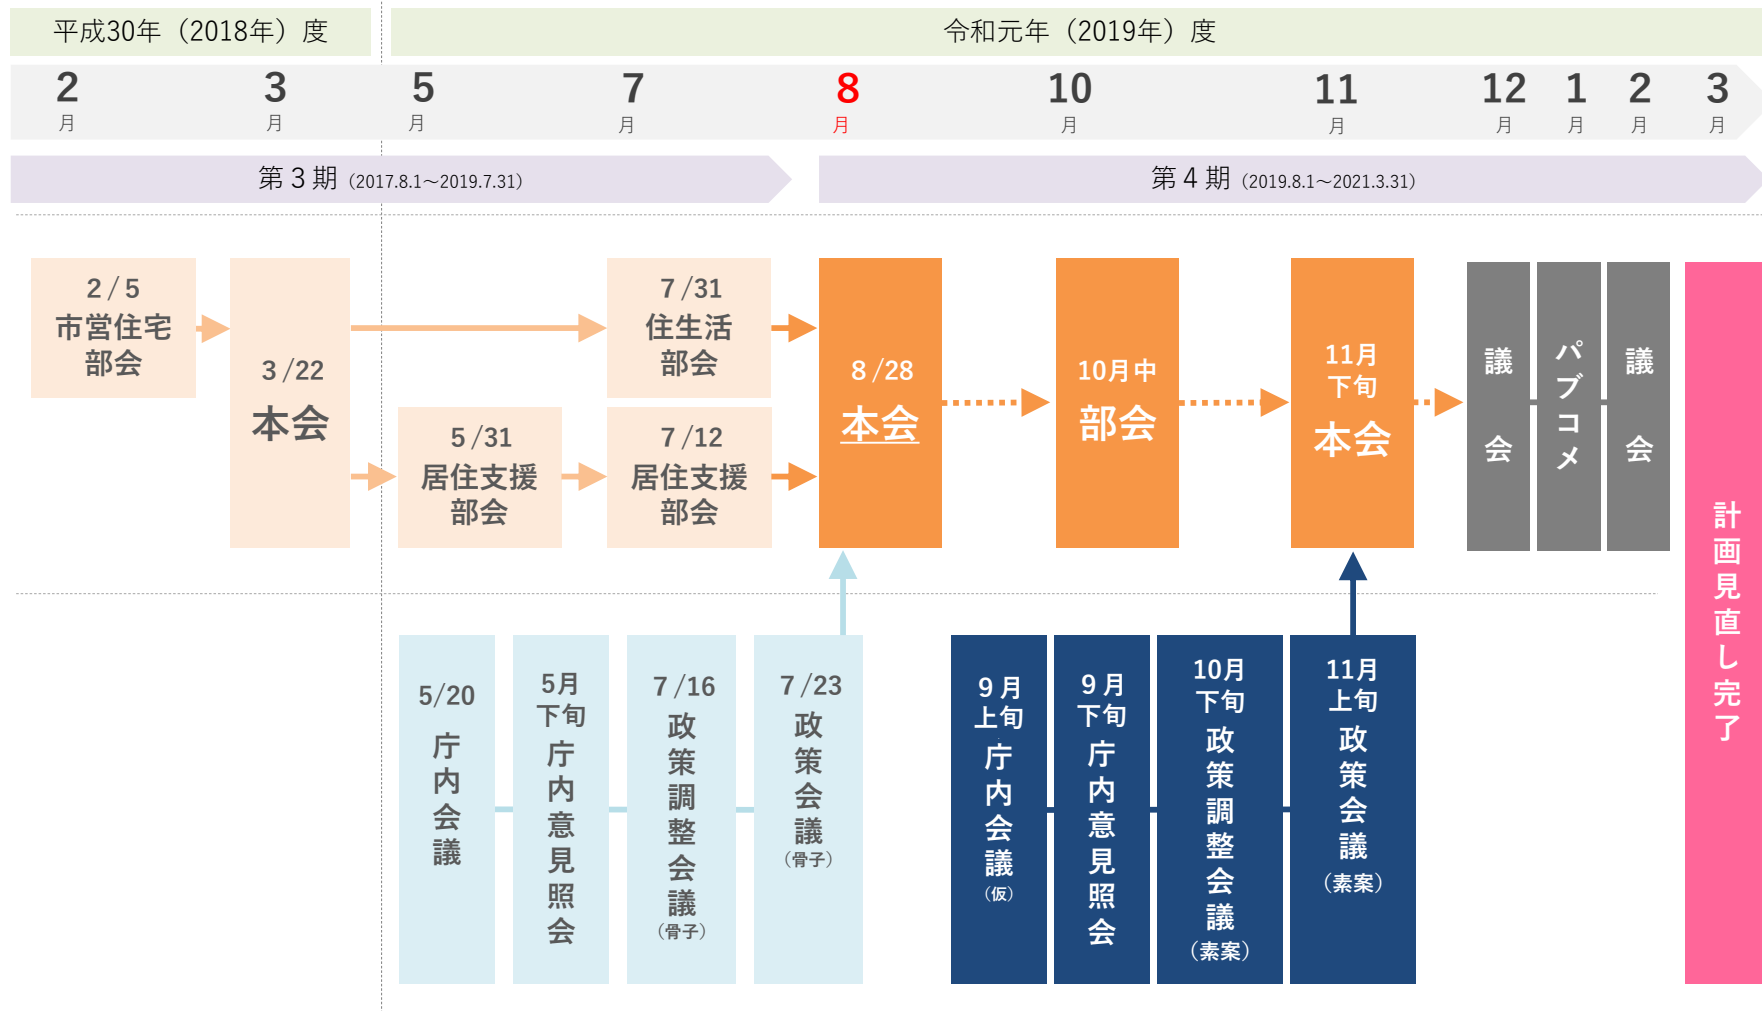 平成30年（2018年）度
令和元年（2019年）度
2
月
3
月
5
月
7
月
8
月
10
月
11
月
12
月
1
月
2
月
3
月
第３期（2017.8.1～2019.7.31）
第４期（2019.8.1～2021.3.31）
２/５
市営住宅
部会
３/22
本会
７/31
住生活
部会
５/31
居住支援
部会
７/12
居住支援
部会
８/28
本会
10月中
部会
11月
下旬
本会
議会
パブコメ
議会
計画見直し完了
5/20
庁内会議
5月
下旬
庁内意見照会
７/16
政策調整会議
（骨子）
７/23
政策会議
（骨子）
９月
上旬
庁内会議
（仮）
９月
下旬
庁内意見照会
10月
下旬
政策調整会議
（素案）
11月
上旬
政策会議
（素案）